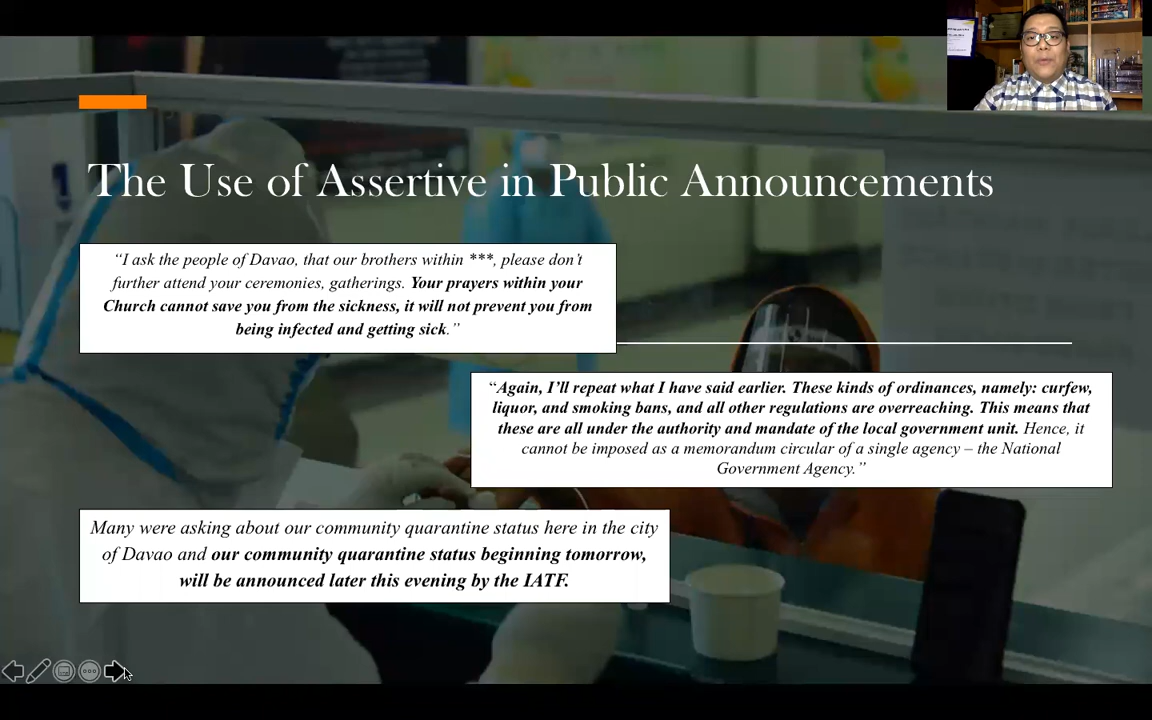 The Use of Assertive in Public Announcements
“I ask the people of Davao, that our brothers within ***, please don’t
further attend your ceremonies, gatherings. Your prayers within your
Church cannot save you from the sickness, it will not prevent you from
being infected and getting sick.”
“Again, I’ll repeat what I have said earlier. These kinds of ordinances, namely: curfew,
liquor, and smoking bans, and all other regulations are overreaching. This means that
these are all under the authority and mandate of the local government unit. Hence, it
cannot be imposed as a memorandum circular of a single agency – the National
Government Agency.”
Many were asking about our community quarantine status here in the city
of Davao and our community quarantine status beginning tomorrow,
will be announced later this evening by the IATF.